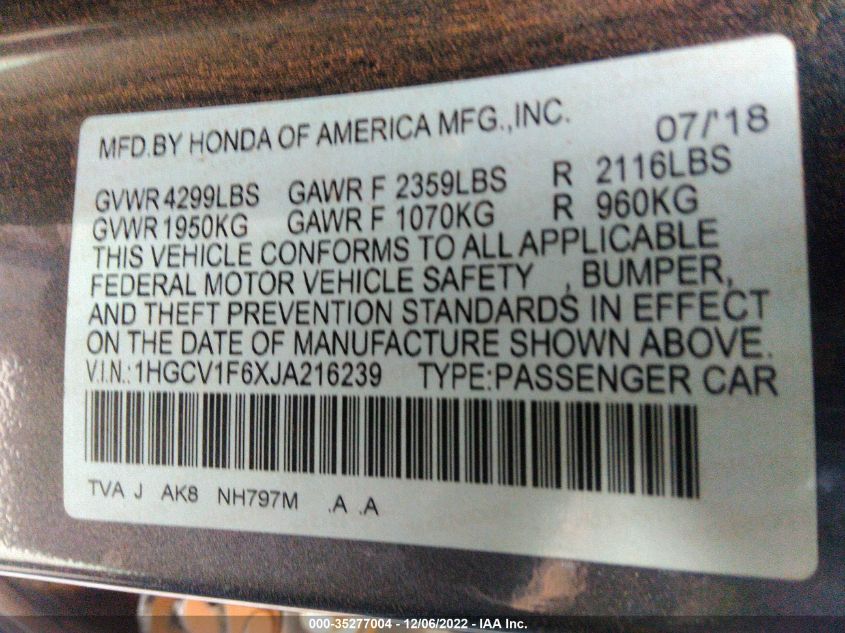 MFD.BY HONDA OF AMERICA MFG.,INC. 07/'18
GVWR 4299LBS GAWR F 2359LBS R 2116LBS
GVWR 1950KG GAWR F 1070KG R 960KG
THIS VEHICLE CONFORMS TO ALL APPLICABLE
FEDERAL MOTOR VEHICLE SAFETY , BUMPER,
AND THEFT PREVENTION STANDARDS IN EFFECT
ON THE DATE OF MANUFACTURE SHOWN ABOVE.
V.I.N.:1HGCV1F6XJA216239 TYPE:PASSENGER CAR
TVA J AK8 NH797M .A .A
000-35277004 - 12/06/2022 - IAA Inc.